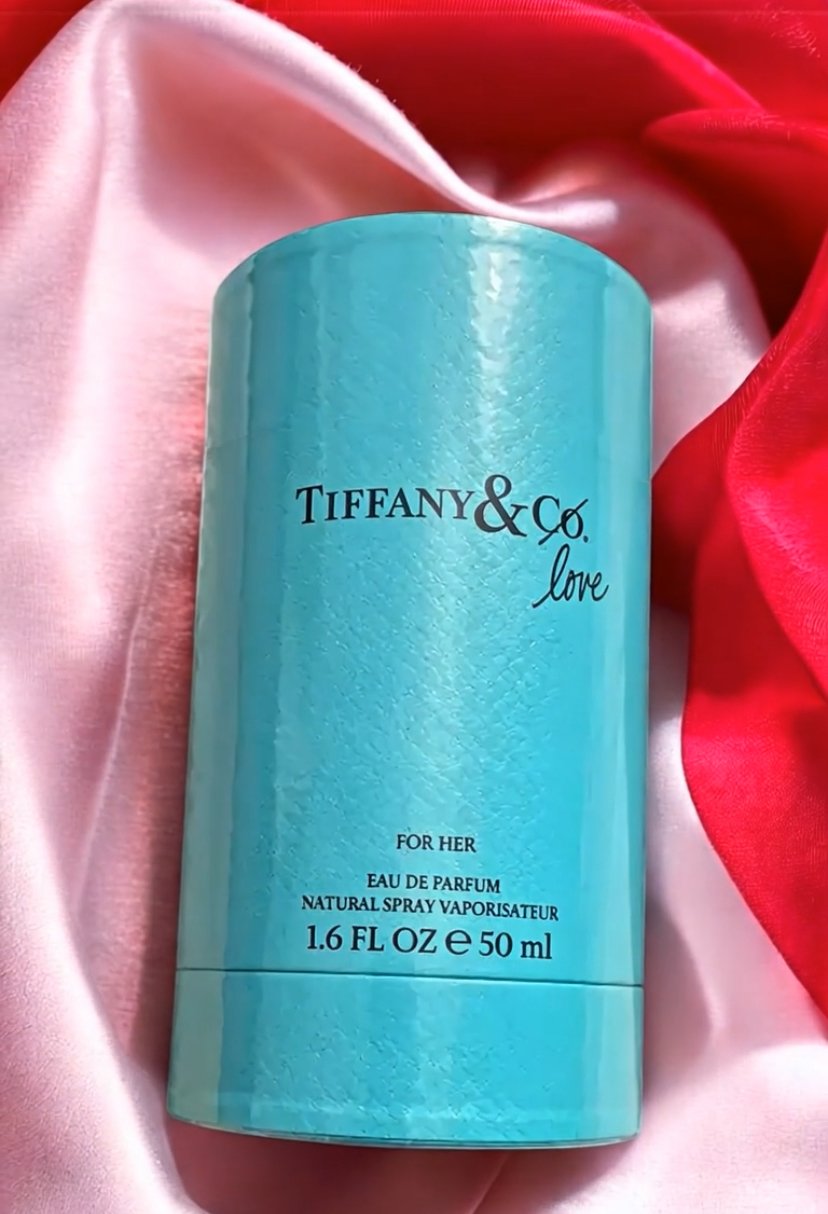 TIFFANY & CO.
love
FOR HER
EAU DE PARFUM
NATURAL SPRAY VAPORISATEUR
1.6 FL OZ ℮ 50 ml